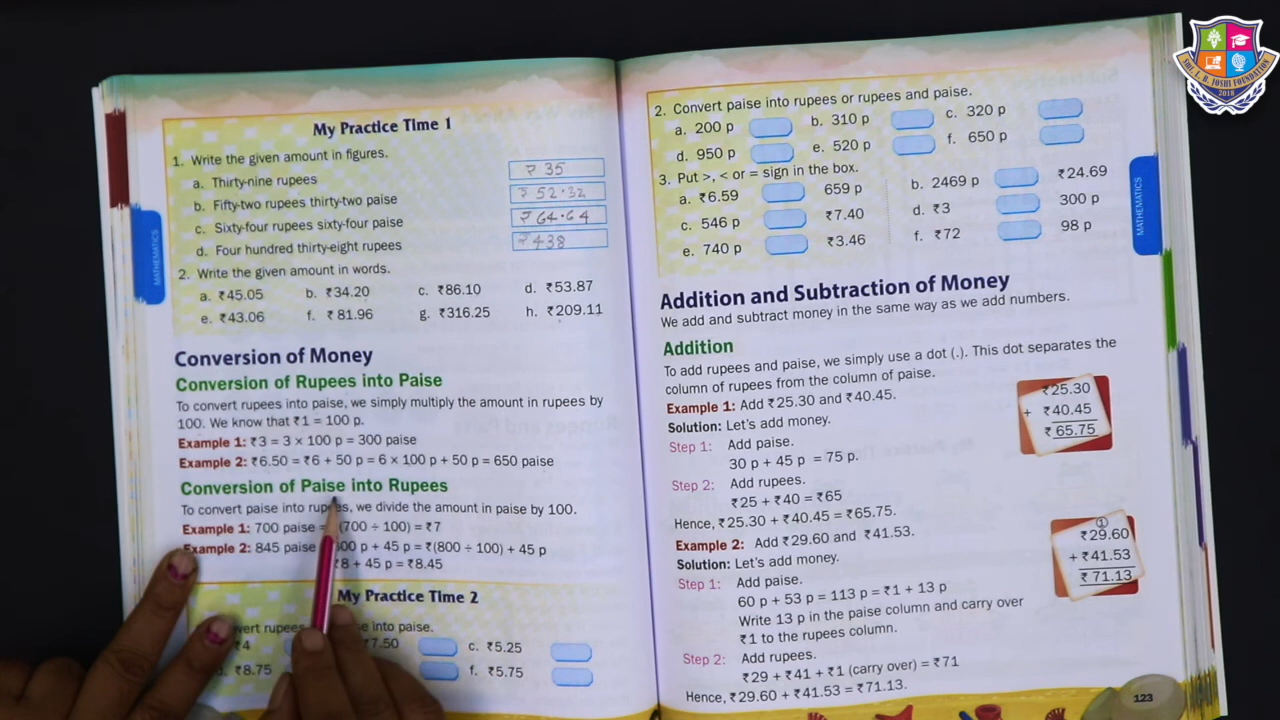 My Practice Time 1
1. Write the given amount in figures.
a. Thirty-nine rupees ₹35
b. Fifty-two rupees thirty-two paise ₹52.32
c. Sixty-four rupees sixty-four paise ₹64.64
d. Four hundred thirty-eight rupees ₹438
2. Write the given amount in words.
a. ₹45.05 b. ₹34.20 c. ₹86.10 d. ₹53.87
e. ₹43.06 f. ₹ 81.96 g. ₹316.25 h. ₹209.11
MATHEMATICS
Conversion of Money
Conversion of Rupees into Paise
To convert rupees into paise, we simply multiply the amount in rupees by
100. We know that ₹1 = 100 p.
Example 1: ₹3 = 3 × 100 p = 300 paise
Example 2: ₹6.50 = ₹6 + 50 p = 6 × 100 p + 50 p = 650 paise
Conversion of Paise into Rupees
To convert paise into rupees, we divide the amount in paise by 100.
Example 1: 700 paise = (700 ÷ 100) = ₹7
Example 2: 845 paise 800 p + 45 p = ₹(800 ÷ 100) + 45 p
₹8 + 45 p = ₹8.45
My Practice Time 2
rupees into paise.
₹4 ₹7.50 c. ₹5.25
₹8.75 f. ₹5.75
2. Convert paise into rupees or rupees and paise.
a. 200 p b. 310 p c. 320 p
d. 950 p e. 520 p f. 650 p
3. Put >, < or = sign in the box.
a. ₹6.59 659 p b. 2469 p ₹24.69
c. 546 p ₹7.40 d. ₹3 300 p
e. 740 p ₹3.46 f. ₹72 98 p
MATHEMATICS
Addition and Subtraction of Money
We add and subtract money in the same way as we add numbers.
Addition
To add rupees and paise, we simply use a dot (.). This dot separates the
column of rupees from the column of paise.
Example 1: Add ₹25.30 and ₹40.45.
Solution: Let's add money.
Step 1: Add paise.
30 p + 45 p = 75 p.
Step 2: Add rupees.
₹25 + ₹40 = ₹65
Hence, ₹25.30 + ₹40.45 = ₹65.75.
₹25.30
+ ₹40.45
₹ 65.75
Example 2: Add ₹29.60 and ₹41.53.
Solution: Let's add money.
Step 1: Add paise.
60 p + 53 p = 113 p = ₹1 + 13 p
Write 13 p in the paise column and carry over
₹1 to the rupees column.
Step 2: Add rupees.
₹29 + ₹41 + ₹1 (carry over) = ₹71
Hence, ₹29.60 + ₹41.53 = ₹71.13.
1
₹29.60
+ ₹41.53
₹ 71.13
123
SHI. I. D. JOSHI FOUNDATION
2018